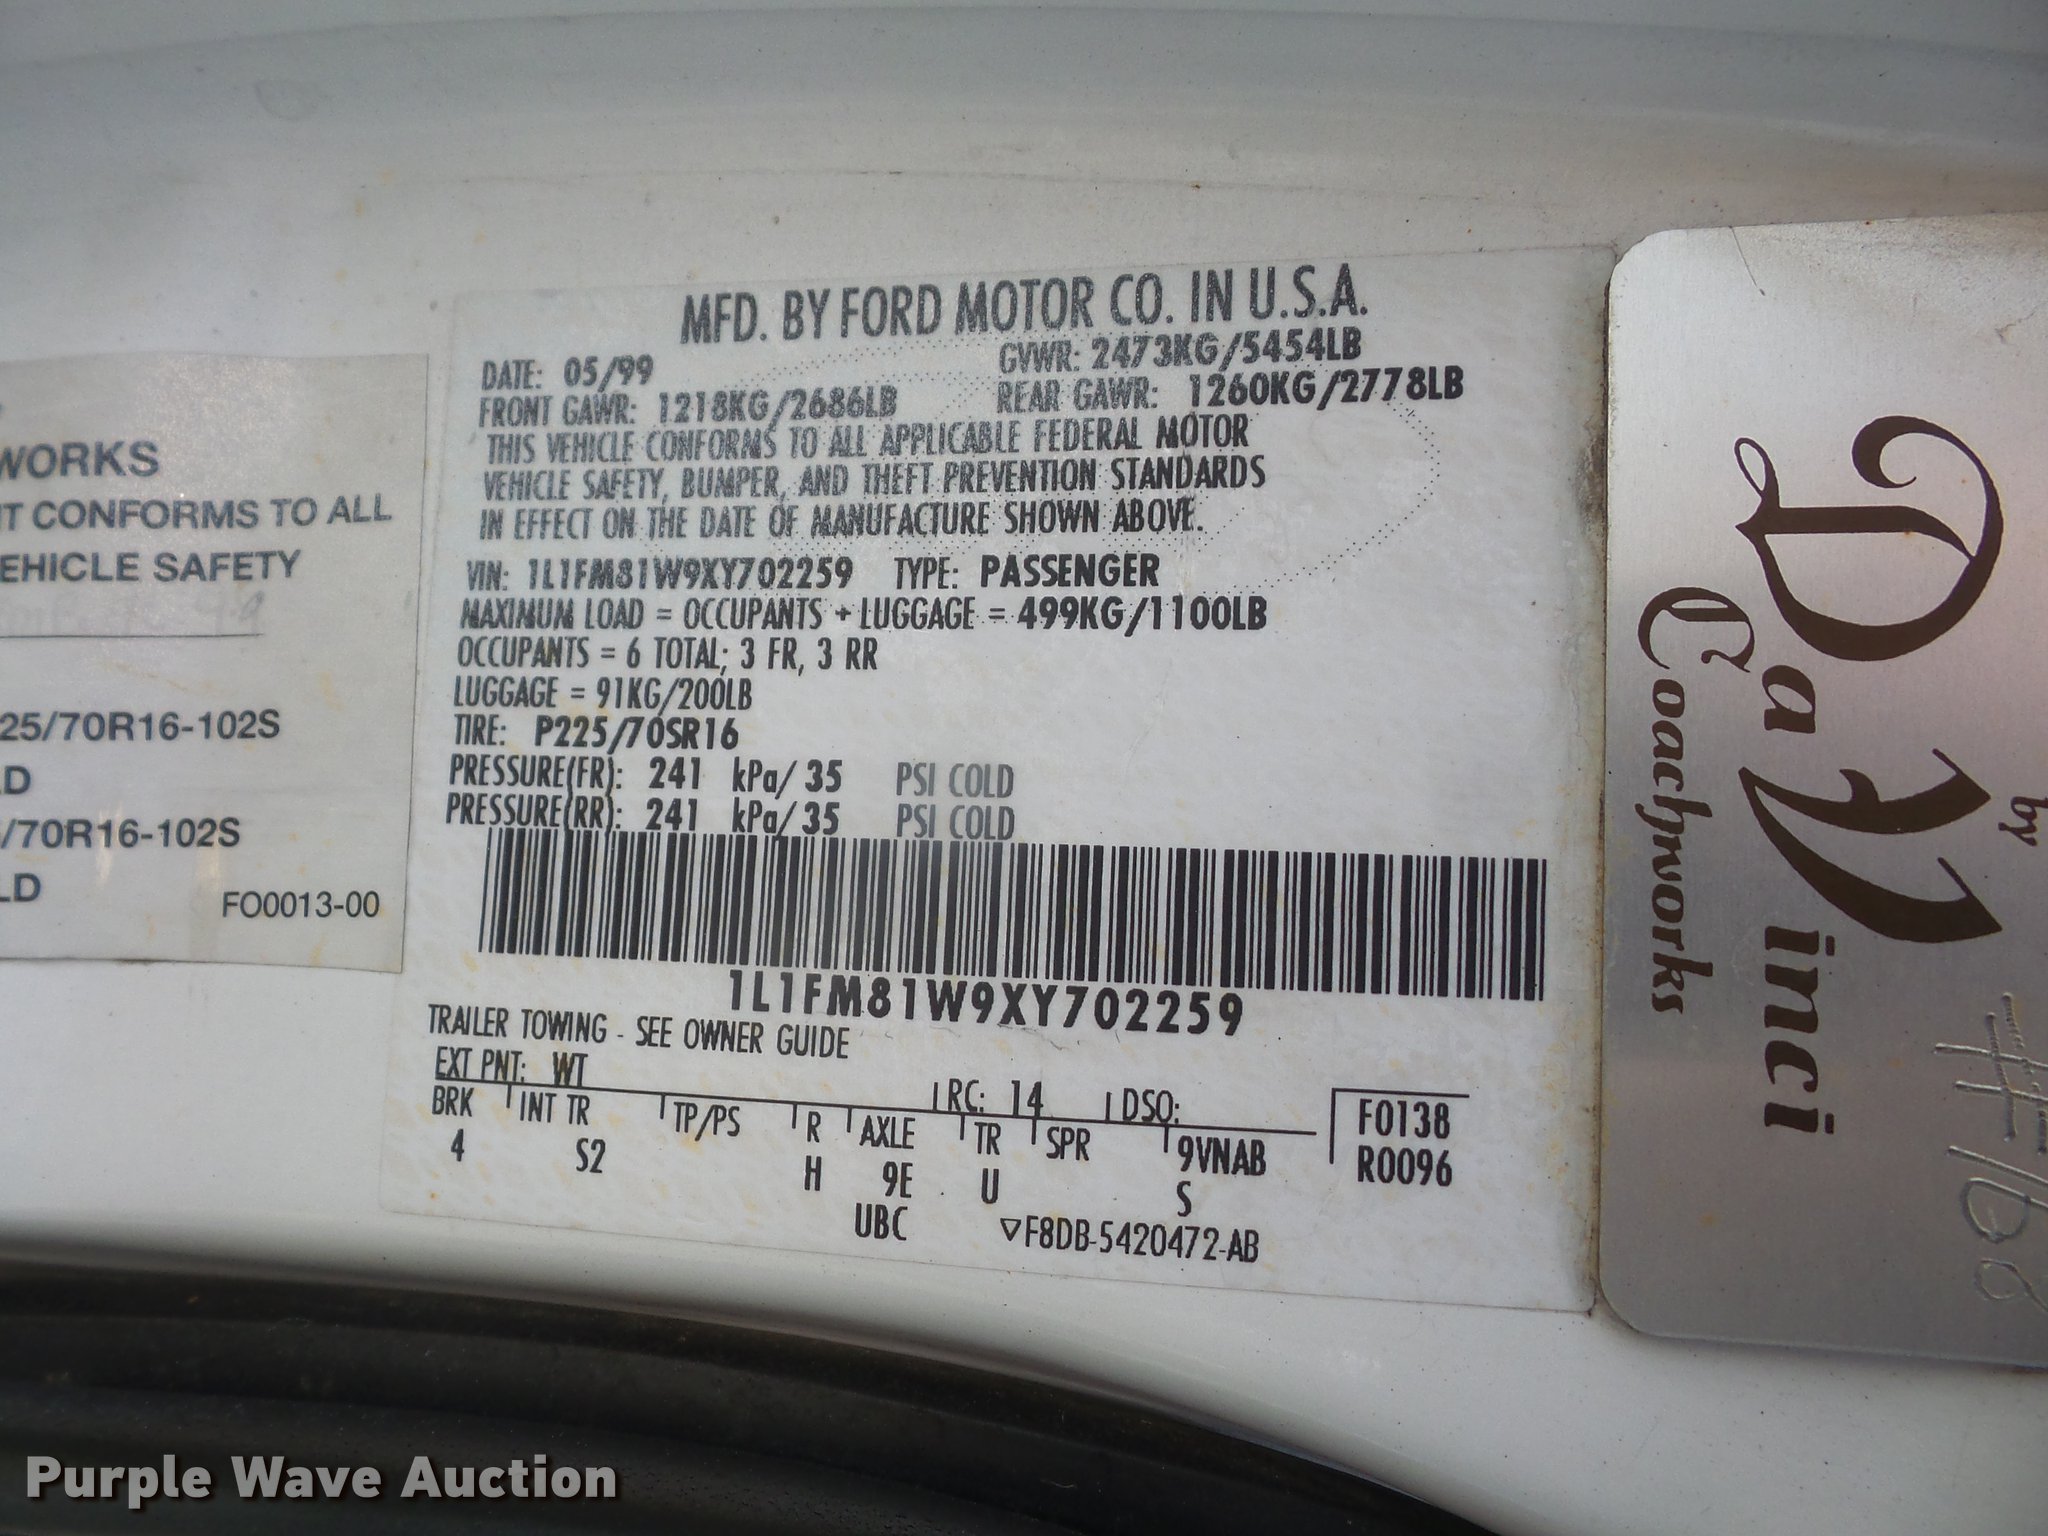 MFD. BY FORD MOTOR CO. IN U.S.A.
DATE: 05/99 GVWR: 2473KG/5454LB
FRONT GAWR: 1218KG/2686LB REAR GAWR: 1260KG/2778LB
THIS VEHICLE CONFORMS TO ALL APPLICABLE FEDERAL MOTOR
VEHICLE SAFETY, BUMPER, AND THEFT PREVENTION STANDARDS
IN EFFECT ON THE DATE OF MANUFACTURE SHOWN ABOVE.
VIN: 1L1FM81W9XY702259 TYPE: PASSENGER
MAXIMUM LOAD = OCCUPANTS + LUGGAGE = 499KG/1100LB
OCCUPANTS = 6 TOTAL; 3 FR, 3 RR
LUGGAGE = 91KG/200LB
TIRE: P225/70SR16
PRESSURE(FR): 241 kPa/ 35 PSI COLD
PRESSURE(RR): 241 kPa/ 35 PSI COLD
1L1FM81W9XY702259
TRAILER TOWING - SEE OWNER GUIDE
EXT PNT: WT RC: 14 DSO:
BRK INT TR TP/PS R AXLE TR SPR 9VNAB F0138
4 S2 H 9E U S R0096
UBC ▽F8DB-5420472-AB
WORKS
IT CONFORMS TO ALL
EHICLE SAFETY
25/70R16-102S
LD
/70R16-102S
LD
FO0013-00
DaVinci
by
Coachworks
Purple Wave Auction